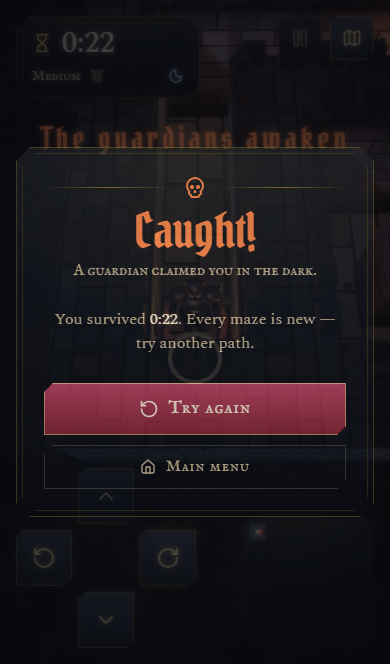 0:22
Medium
The guardians awaken
Caught!
A guardian claimed you in the dark.
You survived 0:22. Every maze is new —
try another path.
Try again
Main menu